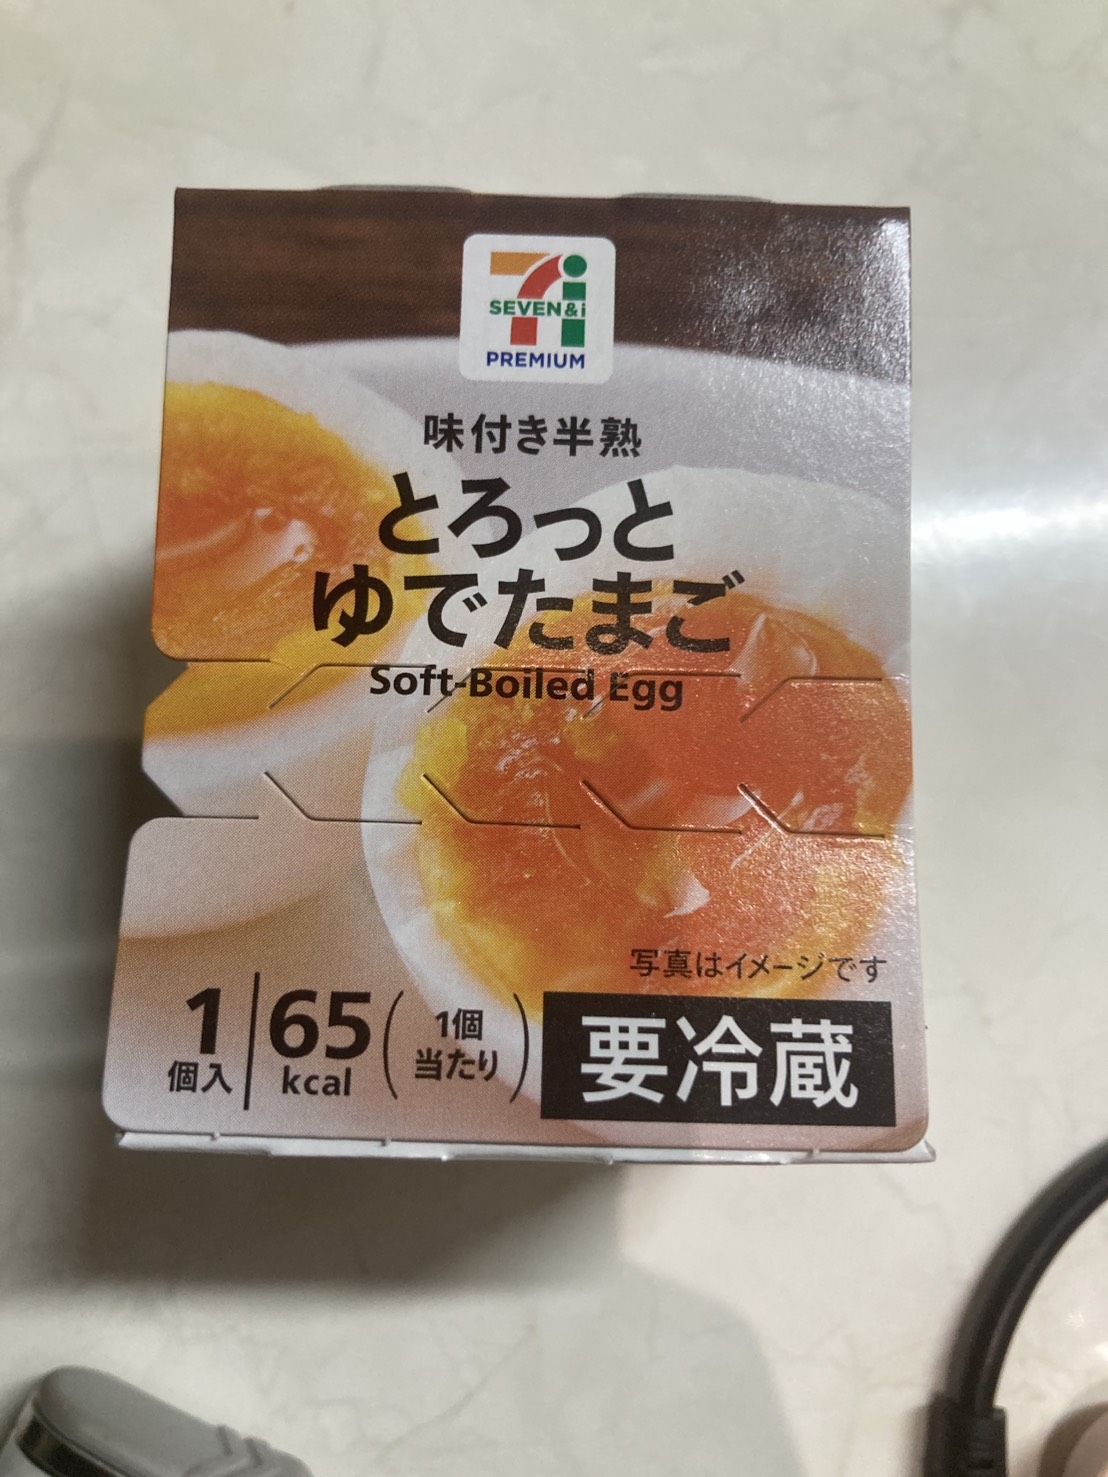 SEVEN&i
PREMIUM
味付き半熟
とろっと
ゆでたまご
Soft-Boiled Egg
写真はイメージです
1
個入
65
kcal
(1個
当たり)
要冷蔵